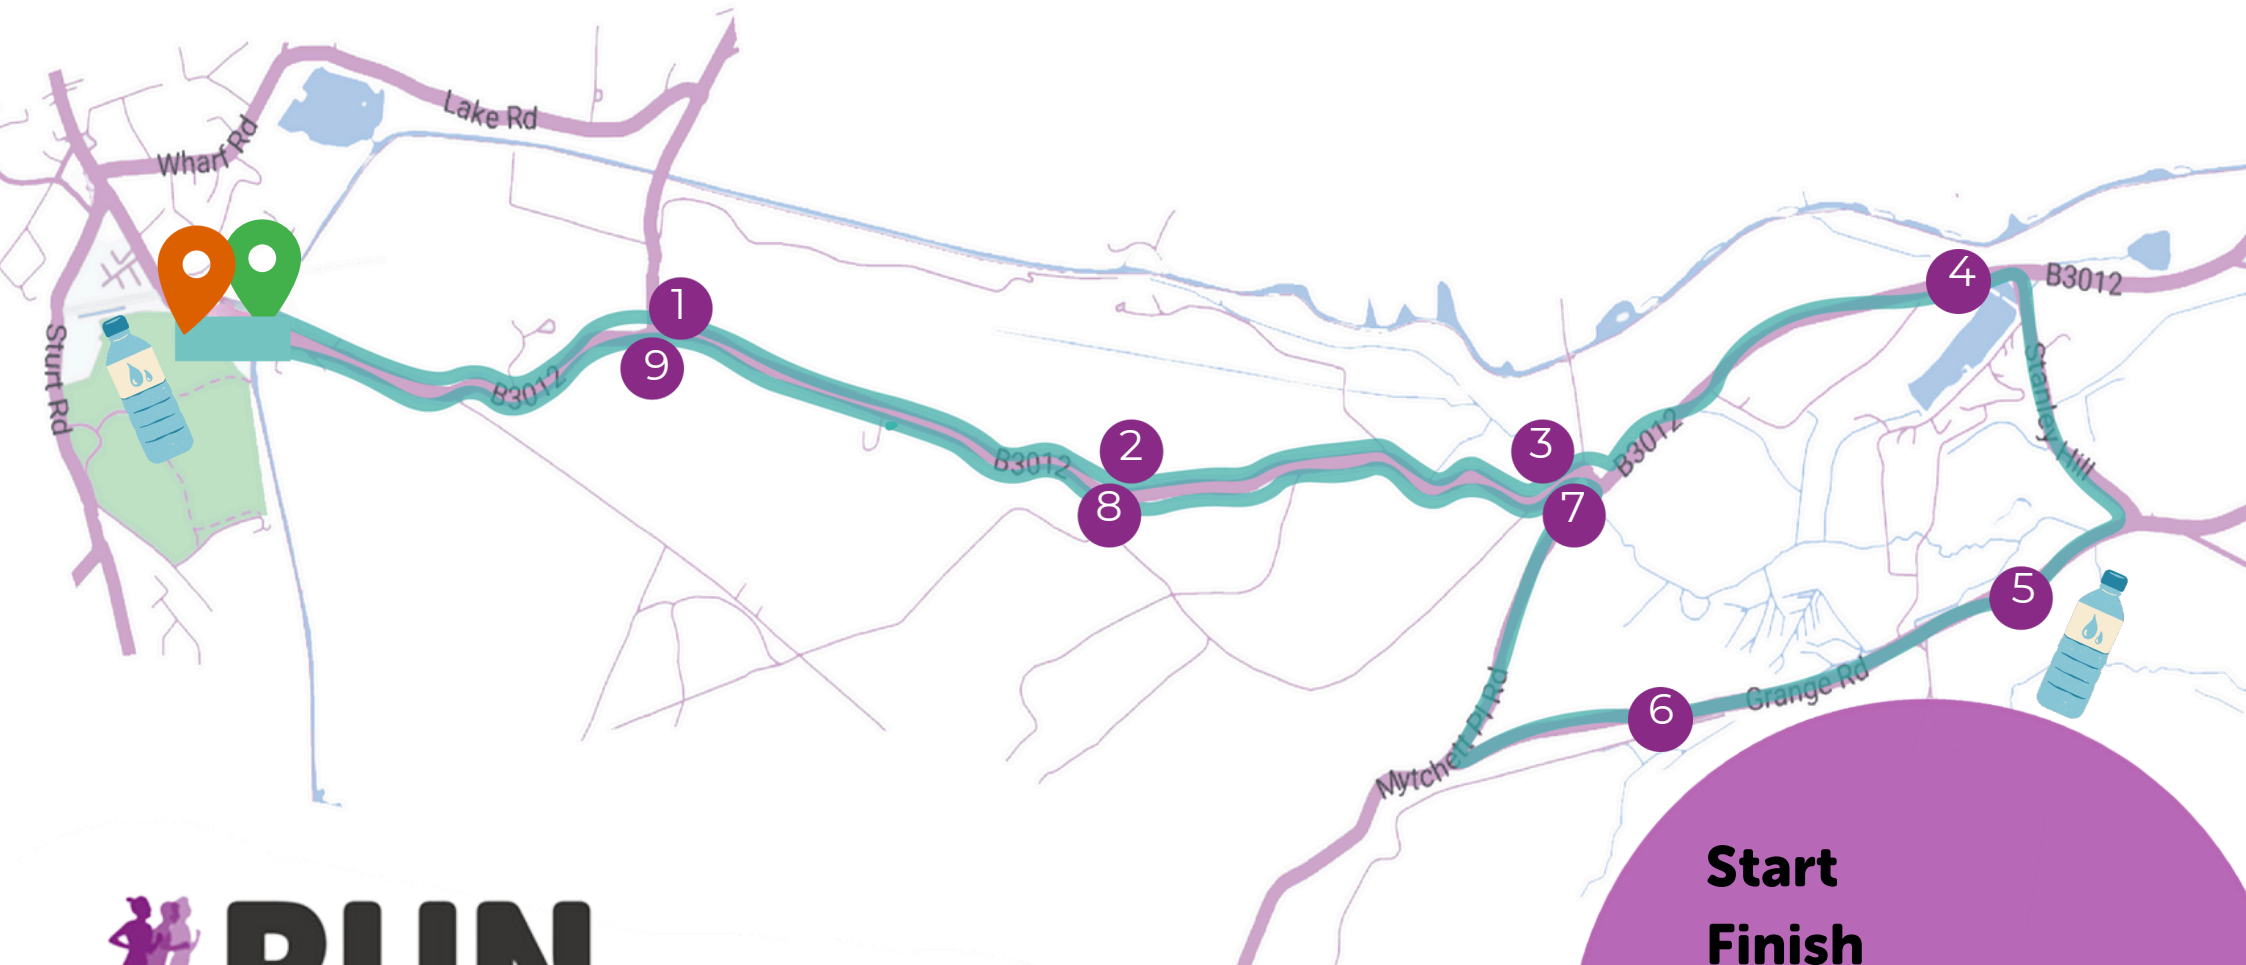 Lake Rd
Wharf Rd
Sturt Rd
1
9
B3012
B3012
2
8
3
7
B3012
4
B3012
Stanley Hill
5
Grange Rd
6
Mytchett Pl Rd
Start
Finish
RUN